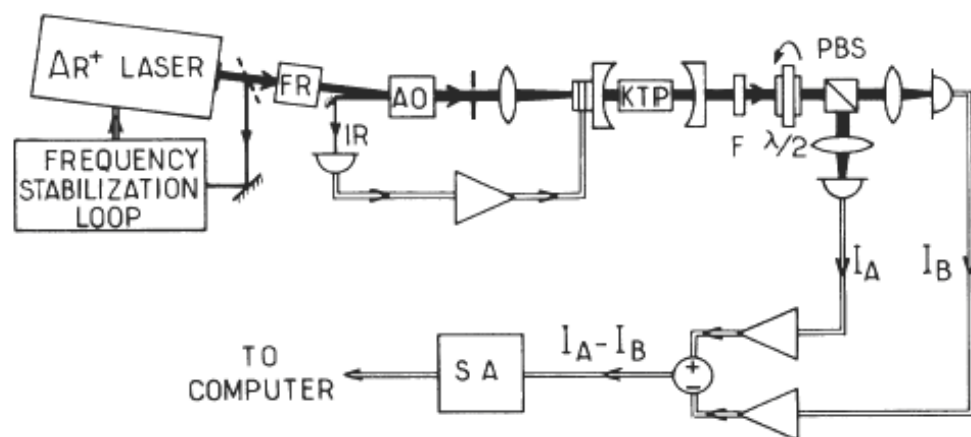 AR+ LASER
FR
AO
KTP
F
λ/2
PBS
IR
FREQUENCY
STABILIZATION
LOOP
IA
IB
IA-IB
+
-
SA
TO
COMPUTER